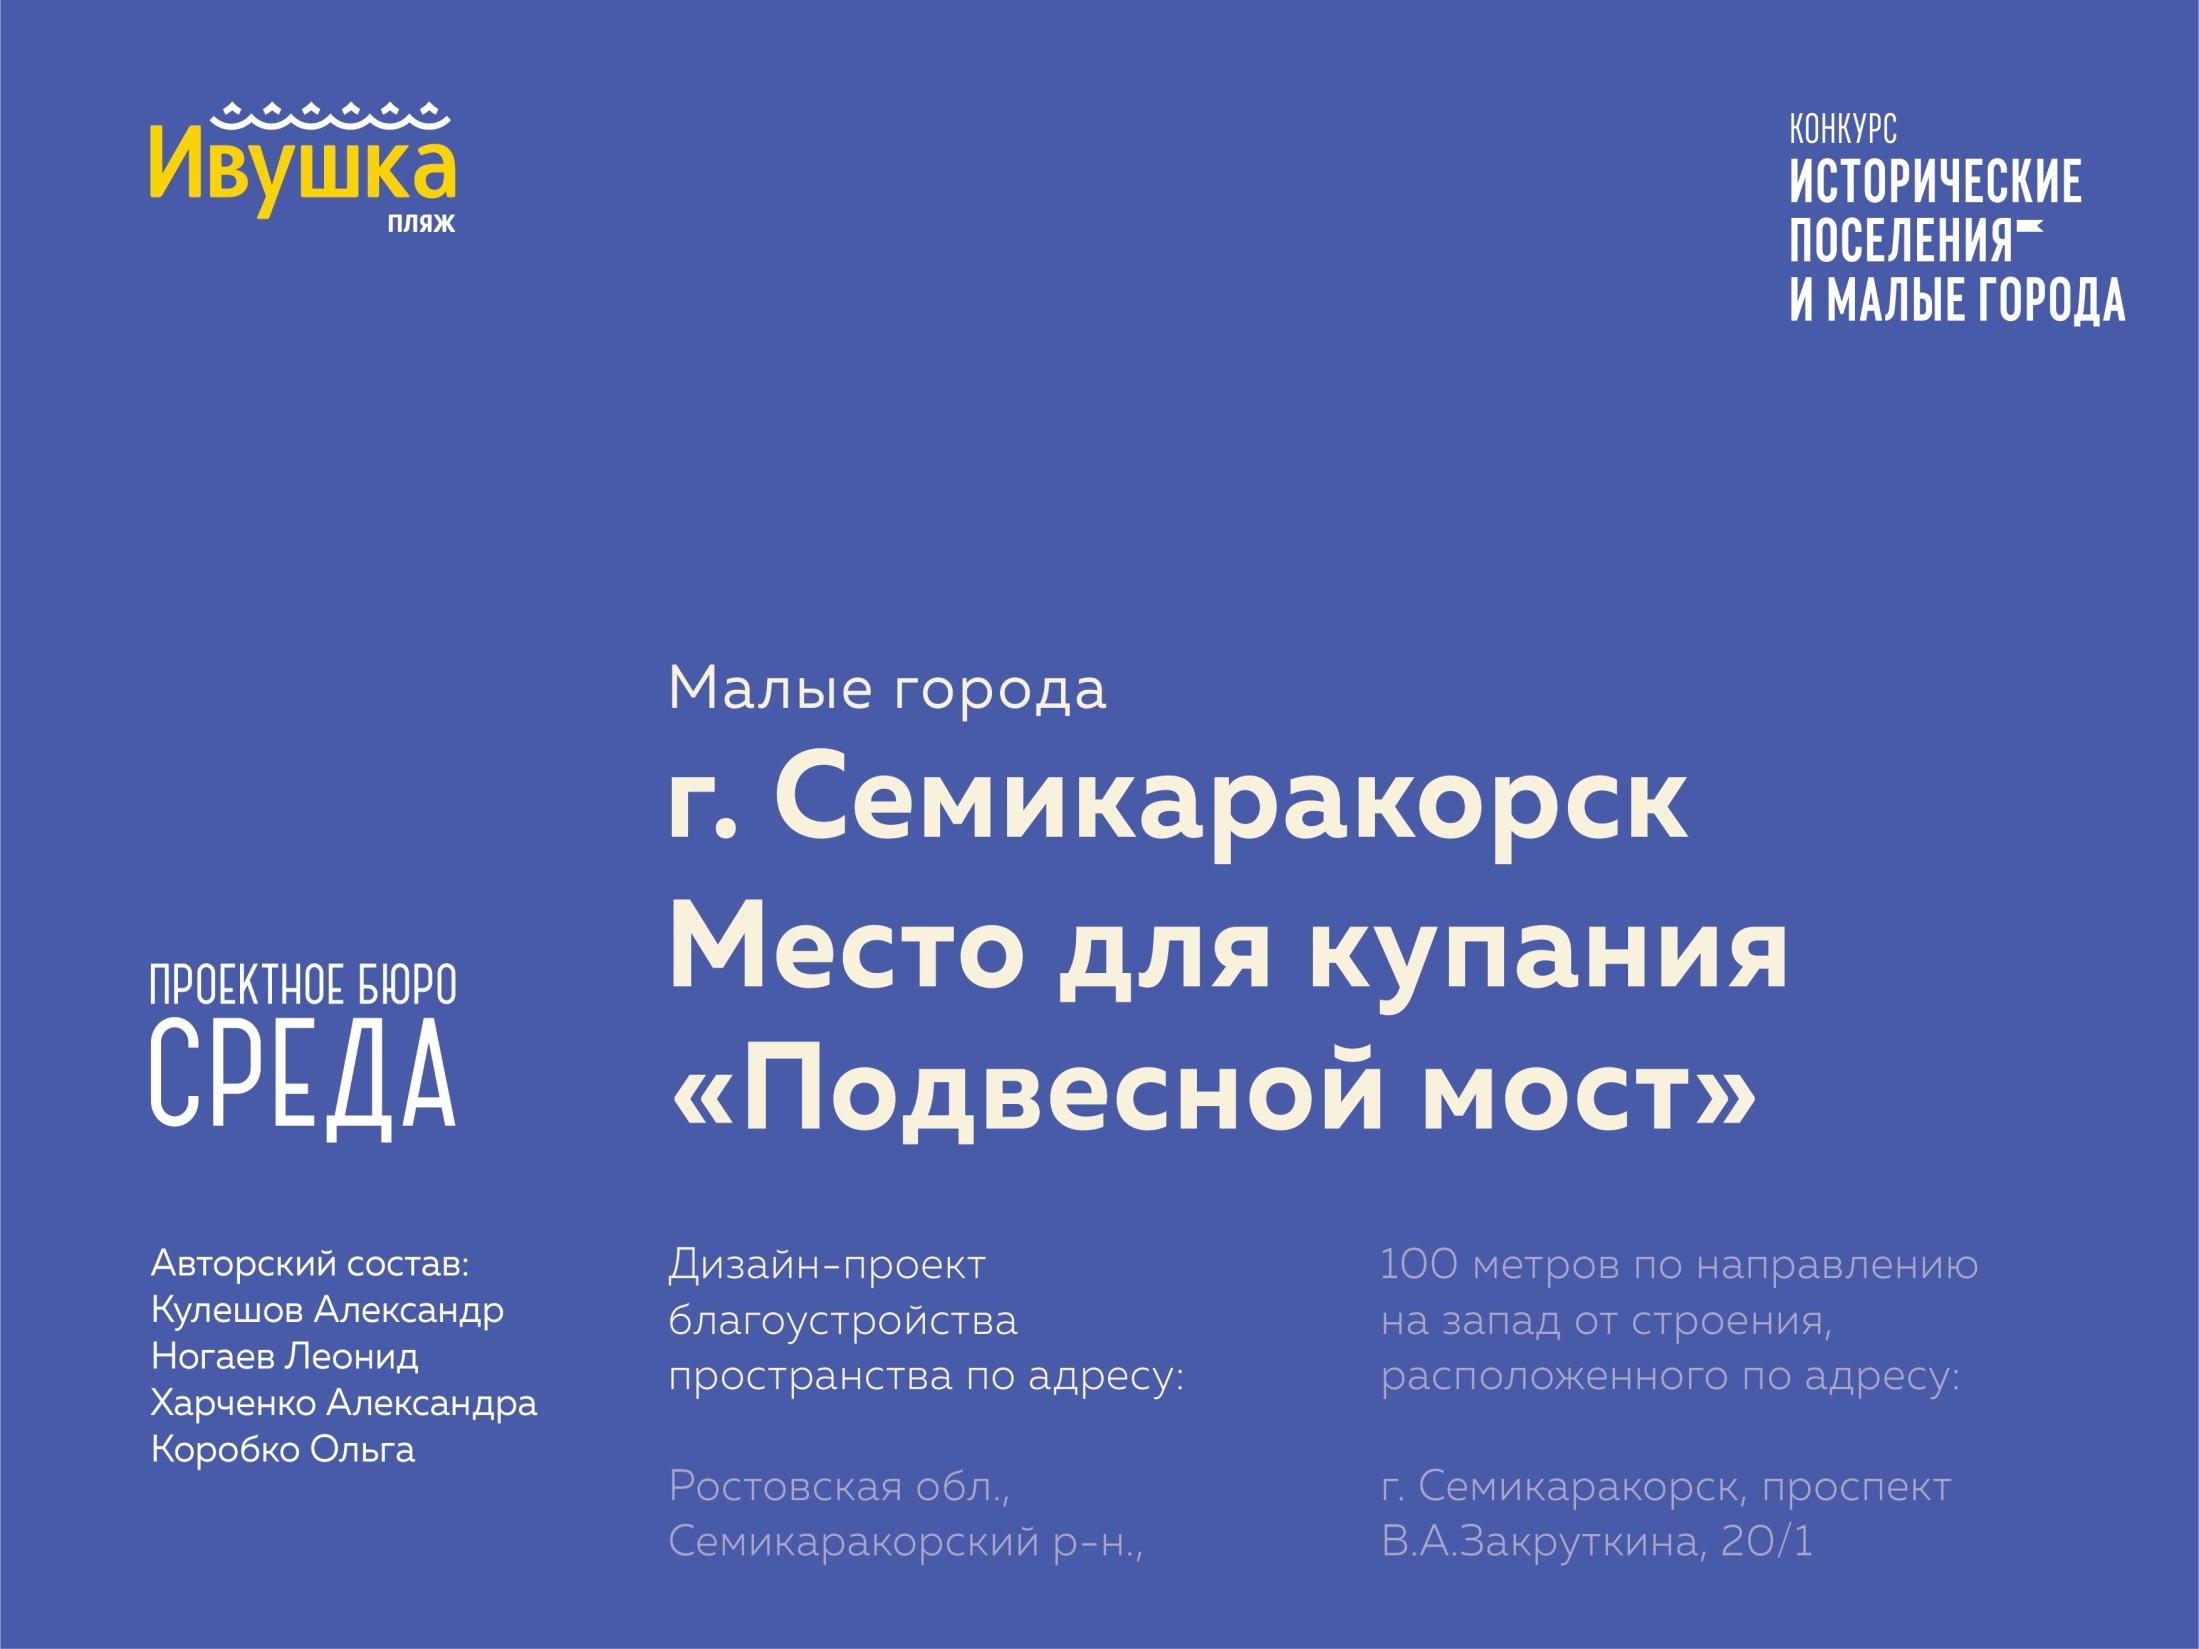 Ивушка
пляж
КОНКУРС
ИСТОРИЧЕСКИЕ
ПОСЕЛЕНИЯ
И МАЛЫЕ ГОРОДА
Малые города
г. Семикаракорск
Место для купания
«Подвесной мост»
ПРОЕКТНОЕ БЮРО
СРЕДА
Авторский состав:
Кулешов Александр
Ногаев Леонид
Харченко Александра
Коробко Ольга
Дизайн-проект
благоустройства
пространства по адресу:
Ростовская обл.,
Семикаракорский р-н.,
100 метров по направлению
на запад от строения,
расположенного по адресу:
г. Семикаракорск, проспект
В.А.Закруткина, 20/1